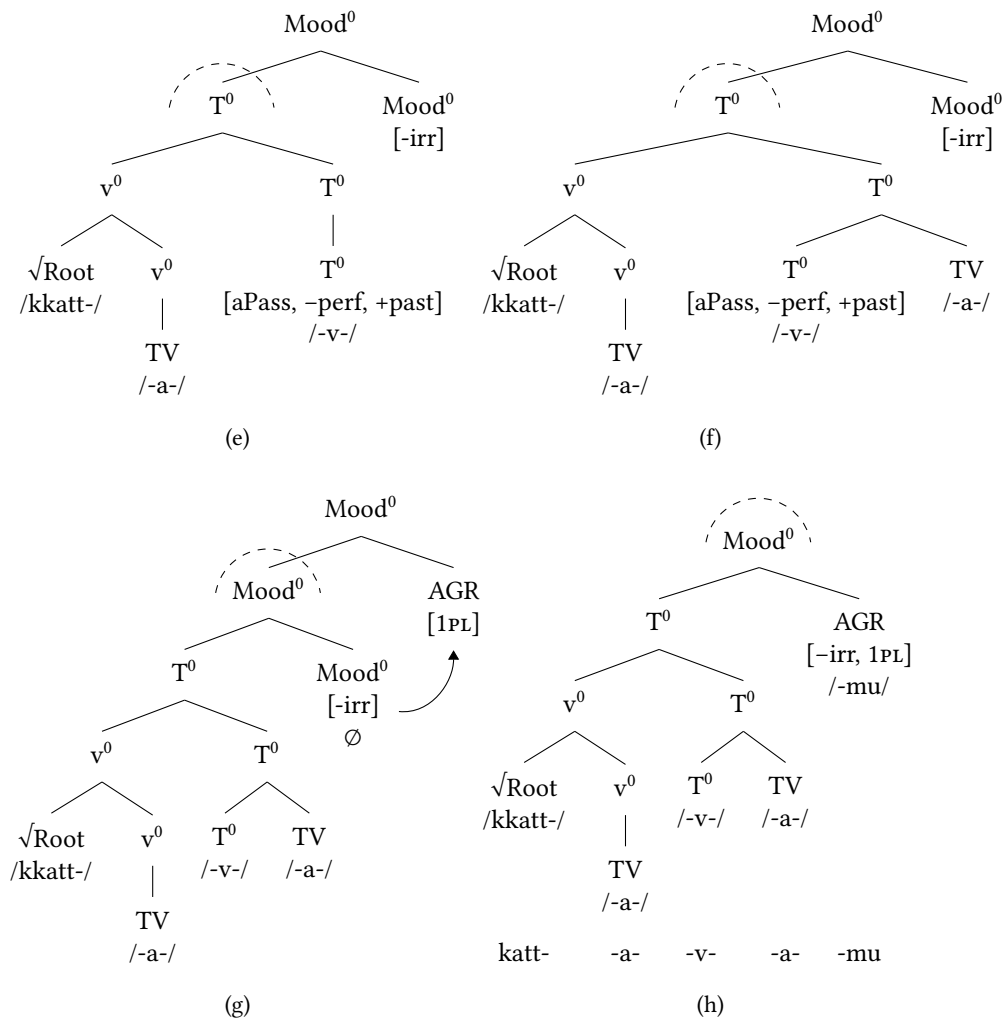 Mood⁰ Mood⁰
T⁰ Mood⁰ T⁰ Mood⁰
[-irr] [-irr]
v⁰ T⁰ v⁰ T⁰
√Root v⁰ T⁰ √Root v⁰ T⁰ TV
/kkatt-/ [aPass, –perf, +past] /kkatt-/ [aPass, –perf, +past] /-a-/
/-v-/ /-v-/
TV TV
/-a-/ /-a-/
(e) (f)
Mood⁰
Mood⁰
Mood⁰ AGR
[1PL]
T⁰ AGR
[–irr, 1PL]
/-mu/
T⁰ Mood⁰
[-irr]
∅
v⁰ T⁰
v⁰ T⁰
√Root v⁰ T⁰ TV
/kkatt-/ /-v-/ /-a-/
√Root v⁰ T⁰ TV
/kkatt-/ /-v-/ /-a-/
TV
/-a-/
TV
/-a-/
katt- -a- -v- -a- -mu
(g) (h)